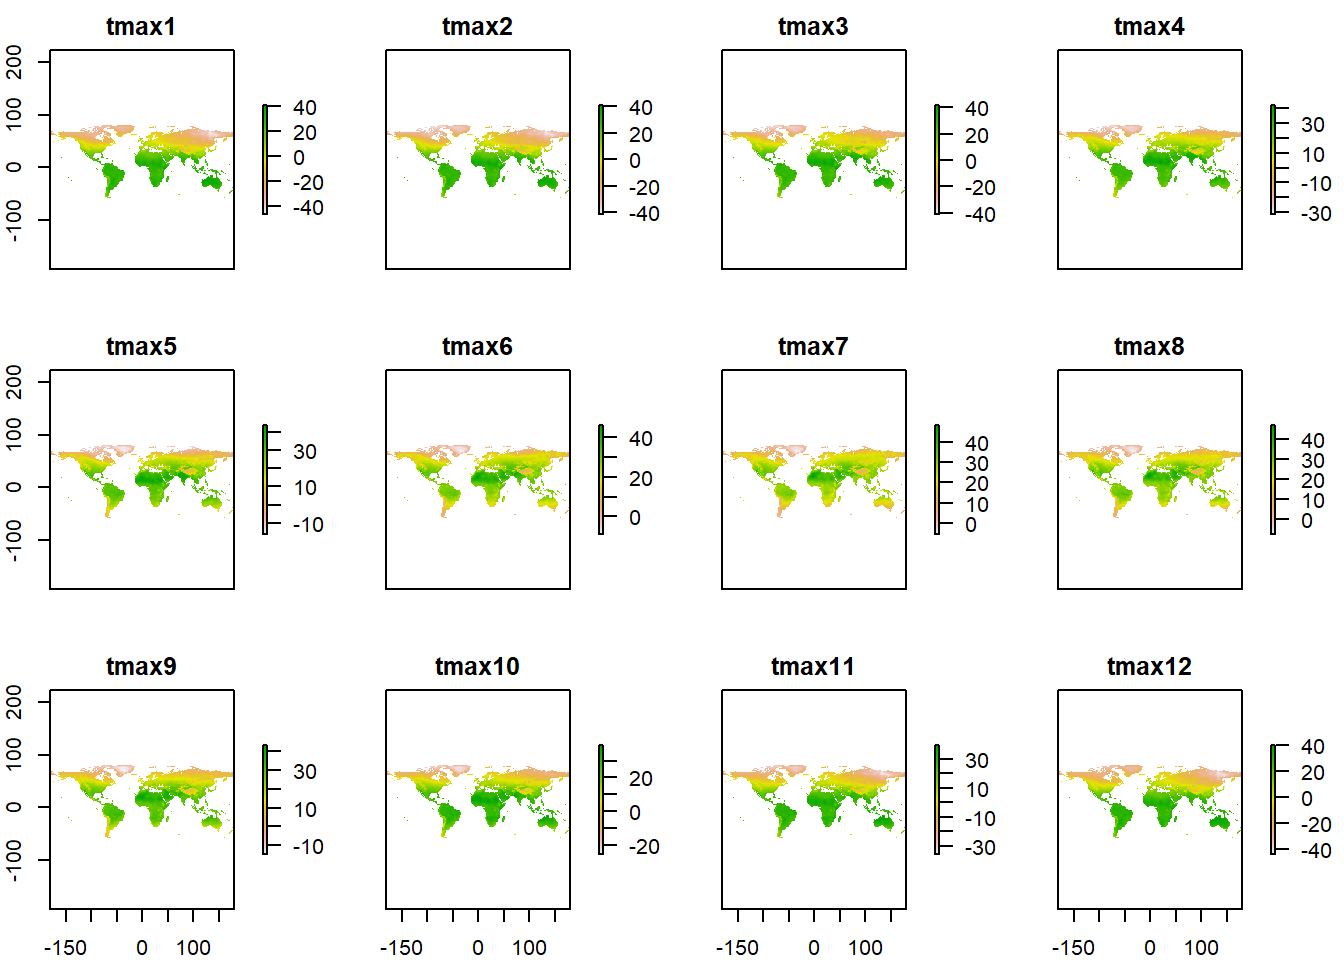 tmax1 tmax2 tmax3 tmax4
200 100 0 -100
40 20 0 -20 -40
40 20 0 -20 -40
40 20 0 -20 -40
30 10 -10 -30
tmax5 tmax6 tmax7 tmax8
200 100 0 -100
30 10 -10
40 20 0
40 30 20 10 0
40 30 20 10 0
tmax9 tmax10 tmax11 tmax12
200 100 0 -100
30 10 -10
20 0 -20
30 10 -10 -30
40 20 0 -20 -40
-150 0 100 -150 0 100 -150 0 100 -150 0 100